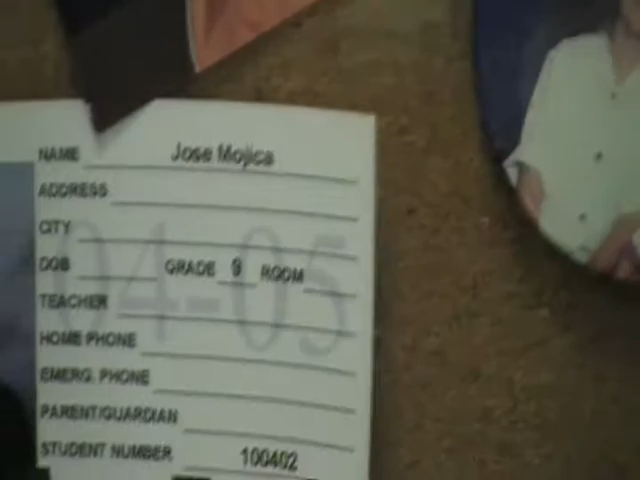 NAME Jose Mojica
ADDRESS
CITY
DOB GRADE 9 ROOM
04-05
TEACHER
HOME PHONE
EMERG. PHONE
PARENT/GUARDIAN
STUDENT NUMBER 100402